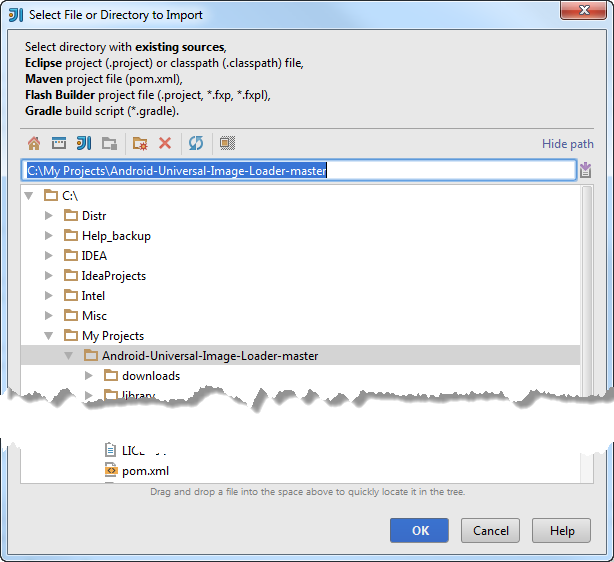 Select File or Directory to Import
Select directory with existing sources,
Eclipse project (.project) or classpath (.classpath) file,
Maven project file (pom.xml),
Flash Builder project file (.project, *.fxp, *.fxpl),
Gradle build script (*.gradle).
Hide path
C:\My Projects\Android-Universal-Image-Loader-master
C:\
Distr
Help_backup
IDEA
IdeaProjects
Intel
Misc
My Projects
Android-Universal-Image-Loader-master
downloads
library
pom.xml
Drag and drop a file into the space above to quickly locate it in the tree.
OK Cancel Help